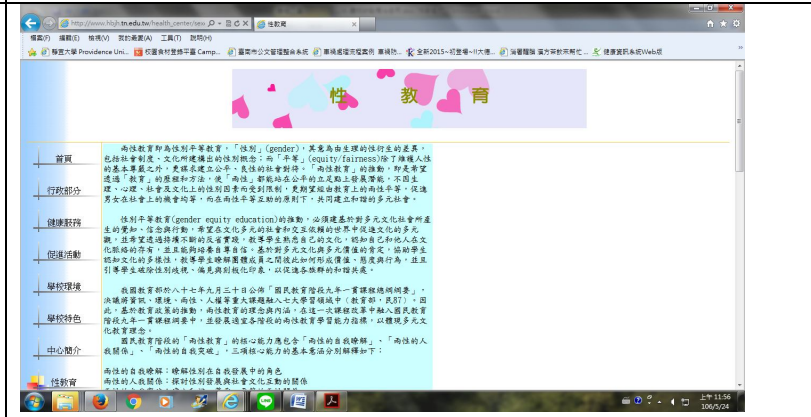 http://www.hbjh.tn.edu.tw/health_center/sex
性教育
檔案(F) 編輯(E) 檢視(V) 我的最愛(A) 工具(T) 說明(H)
靜宜大學 Providence Uni... 校園食材登錄平臺 Camp... 臺南市公文管理整合系統 車禍處理流程案例 車禍防... 全新2015~初登場~!!大德... 健康資訊系統Web版
性 教 育
兩性教育即為性別平等教育,「性別」(gender),其意為由生理的性衍生的差異,
包括社會制度、文化所建構出的性別概念;而「平等」(equity/fairness)除了維護人性
的基本尊嚴之外,更謀求建立公平、良性的社會對待。「兩性教育」的推動,即是希望
透過「教育」的歷程和方法,使「兩性」都能站在公平的立足點上發展潛能,不因生
理、心理、社會及文化上的性別因素而受到限制,更期望經由教育上的兩性平等,促進
男女在社會上的機會均等,而在兩性平等互助的原則下,共同建立和諧的多元社會。
性別平等教育(gender equity education)的推動,必須建基於對多元文化社會所產
生的覺知、信念與行動,希望在文化多元的社會和交互依賴的世界中促進文化的多元
觀,並希望透過持續不斷的反省實踐,教導學生熟悉自己的文化,認知自己和他人在文
化脈絡的存有,並且能夠培養自尊自信。基於對多元文化與多元價值的肯定,協助學生
認知文化的多樣性,教導學生瞭解團體成員之間彼此如何形成價值、態度與行為,並且
引導學生破除性別歧視、偏見與刻板化印象,以促進各族群的和諧共處。
我國教育部於八十七年九月三十日公佈「國民教育階段九年一貫課程總綱綱要」,
決議將資訊、環境、兩性、人權等重大課題融入七大學習領域中(教育部,民87)。因
此,基於教育政策的推動,兩性教育的理念與內涵,在這一次課程改革中融入國民教育
階段九年一貫課程綱要中,並發展適宜各階段的兩性教育學習能力指標,以體現多元文
化教育理念。
國民教育階段的「兩性教育」的核心能力應包含「兩性的自我瞭解」、「兩性的人
我關係」、「兩性的自我突破」,三項核心能力的基本意涵分別解釋如下:
兩性的自我瞭解:瞭解性別在自我發展中的角色
兩性的人我關係:探討性別發展與社會文化互動的關係
首頁
行政部分
健康服務
促進活動
學校環境
學校特色
中心簡介
性教育
上午 11:56
106/5/24